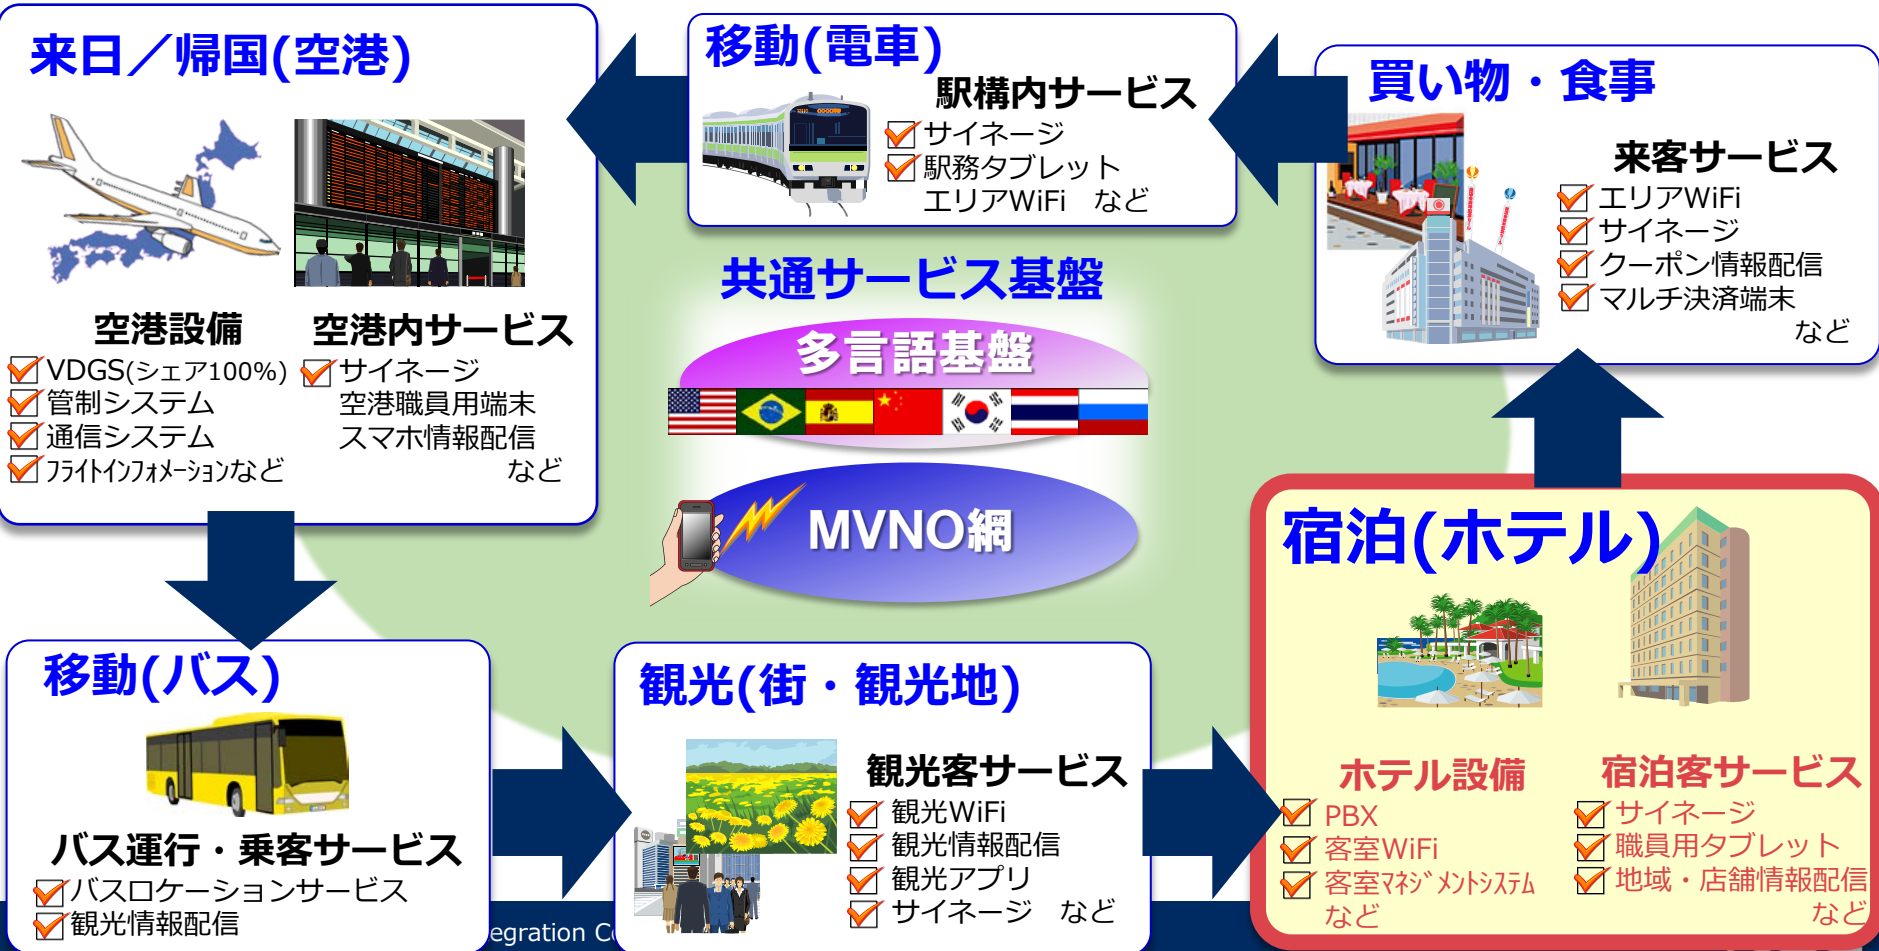 来日／帰国(空港)
空港設備
VDGS(シェア100%)
管制システム
通信システム
ﾌﾗｲﾄｲﾝﾌｫﾒｰｼｮﾝなど
空港内サービス
サイネージ
空港職員用端末
スマホ情報配信
など
移動(電車)
駅構内サービス
サイネージ
駅務タブレット
エリアWiFi　など
買い物・食事
来客サービス
エリアWiFi
サイネージ
クーポン情報配信
マルチ決済端末
など
共通サービス基盤
多言語基盤
MVNO網
移動(バス)
バス運行・乗客サービス
バスロケーションサービス
観光情報配信
観光(街・観光地)
観光客サービス
観光WiFi
観光情報配信
観光アプリ
サイネージ　など
宿泊(ホテル)
ホテル設備
PBX
客室WiFi
客室ﾏﾈｼﾞﾒﾝﾄｼｽﾃﾑ
など
宿泊客サービス
サイネージ
職員用タブレット
地域・店舗情報配信
など